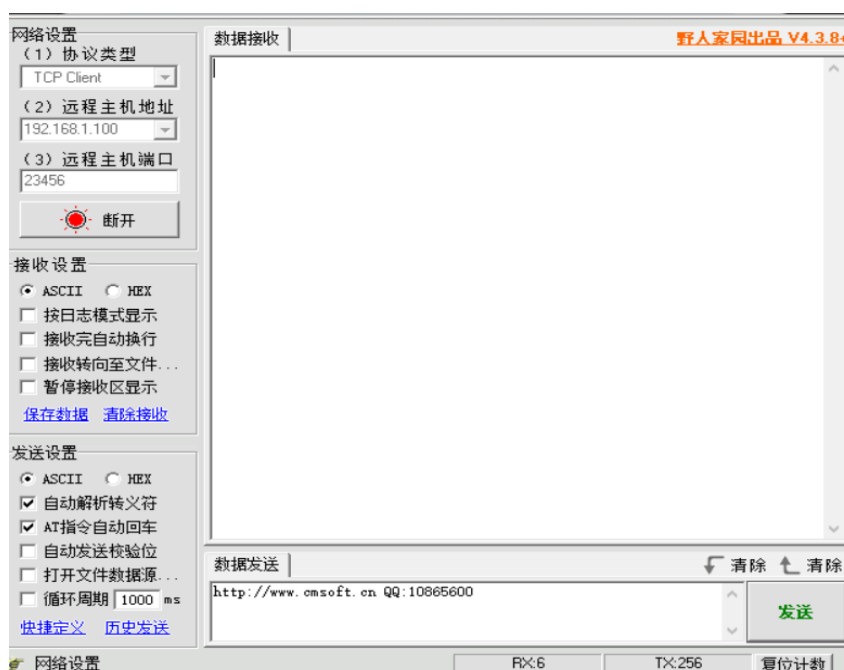 网络设置
（1）协议类型
TCP Client
（2）远程主机地址
192.168.1.100
（3）远程主机端口
23456
断开
接收设置
ASCII HEX
按日志模式显示
接收完自动换行
接收转向至文件...
暂停接收区显示
保存数据 清除接收
发送设置
ASCII HEX
自动解析转义符
AT指令自动回车
自动发送校验位
打开文件数据源...
循环周期 1000 ms
快捷定义 历史发送
数据接收 野人家园出品 V4.3.8
数据发送 清除 清除
http://www.cmsoft.cn QQ:10865600
发送
网络设置 RX:6 TX:256 复位计数